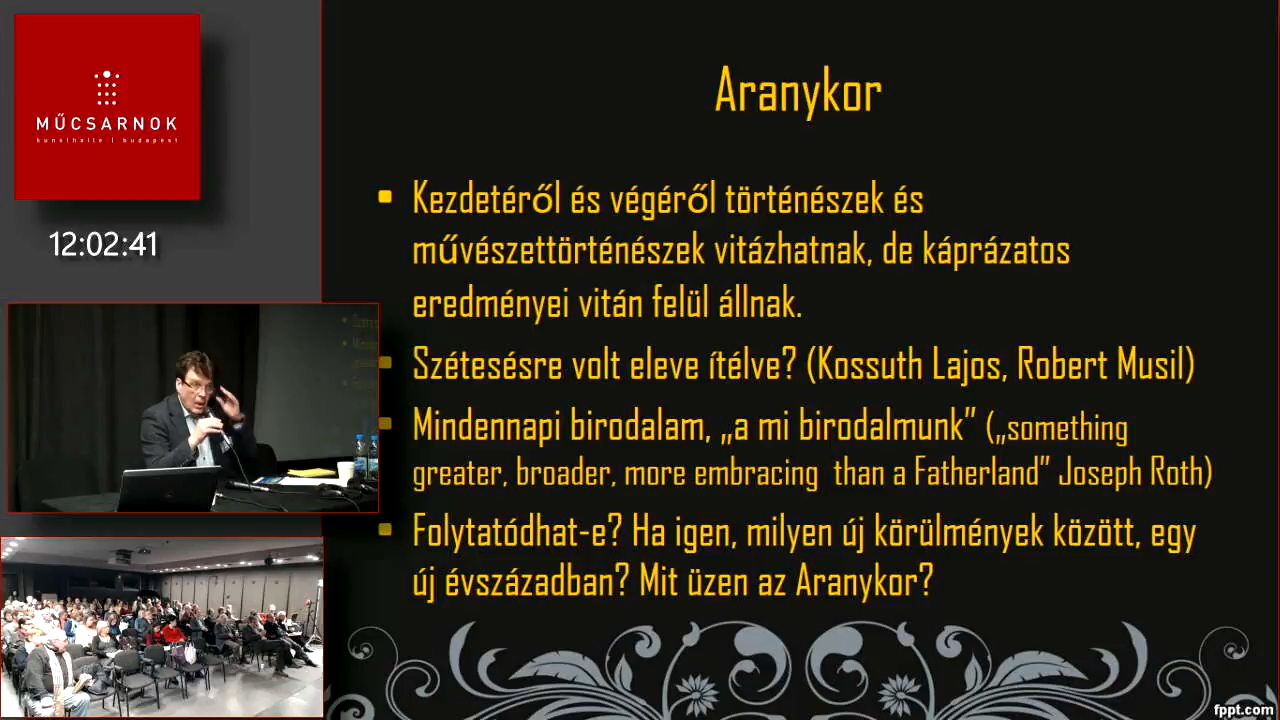 MŰCSARNOK
kunsthalle | budapest
12:02:41
Aranykor
Kezdetéről és végéről történészek és
művészettörténészek vitázhatnak, de káprázatos
eredményei vitán felül állnak.
Szétesésre volt eleve ítélve? (Kossuth Lajos, Robert Musil)
Mindennapi birodalam, „a mi birodalmunk” („something
greater, broader, more embracing than a Fatherland” Joseph Roth)
Folytatódhat-e? Ha igen, milyen új körülmények között, egy
új évszázadban? Mit üzen az Aranykor?
fppt.com